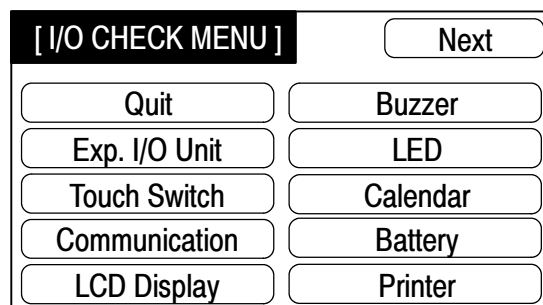 [ I/O CHECK MENU ] Next
Quit Buzzer
Exp. I/O Unit LED
Touch Switch Calendar
Communication Battery
LCD Display Printer